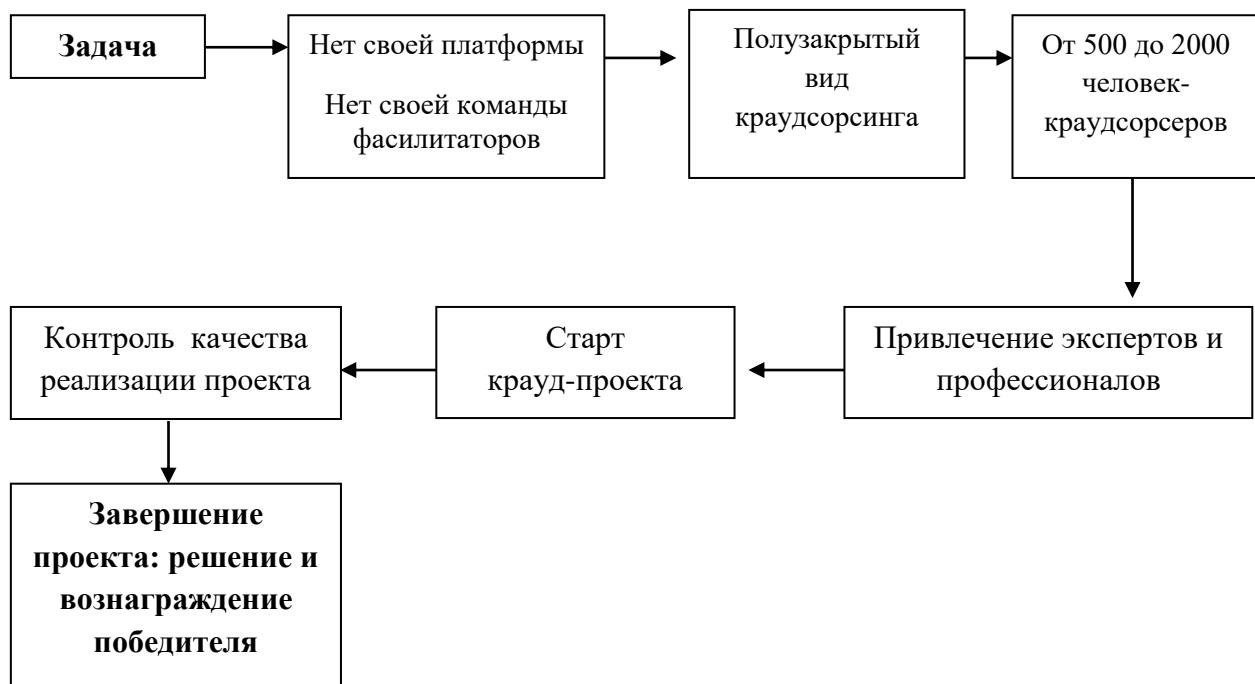 Задача
Нет своей платформы
Нет своей команды
фасилитаторов
Полузакрытый
вид
краудсорсинга
От 500 до 2000
человек-
краудсорсеров
Привлечение экспертов и
профессионалов
Старт
крауд-проекта
Контроль качества
реализации проекта
Завершение
проекта: решение и
вознаграждение
победителя